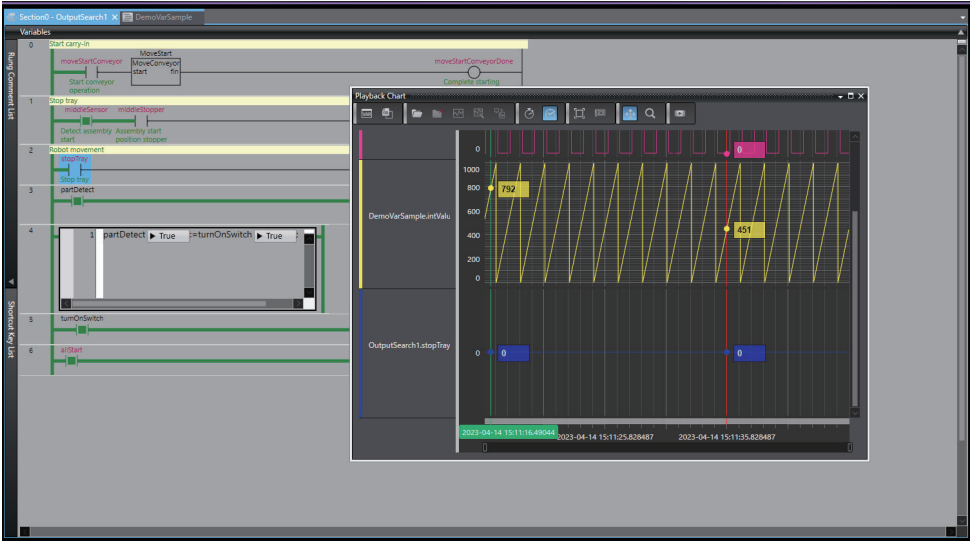 Section0 - OutputSearch1
DemoVarSample
Variables
Rung Comment List
Shortcut Key List
0
Start carry-in
MoveStart
moveStartConveyor
MoveConveyor
moveStartConveyorDone
start fin
Start conveyor
operation
Complete starting
1
Stop tray
middleSensor
middleStopper
Detect assembly
start
Assembly start
position stopper
2
Robot movement
stopTray
Stop tray
3
partDetect
4
1 partDetect ▶ True :=turnOnSwitch ▶ True ;
5
turnOnSwitch
6
allStart
Playback Chart
0
0
1000
800
600
400
200
0
DemoVarSample.intValu
792
451
OutputSearch1.stopTray
0
0
0
2023-04-14 15:11:16.49044
2023-04-14 15:11:25.828487
2023-04-14 15:11:35.828487